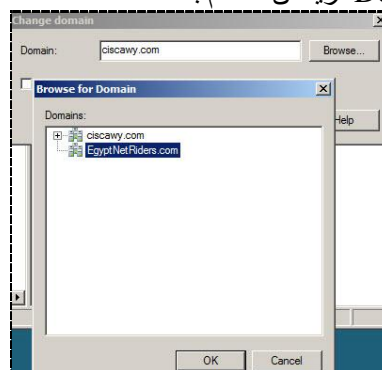 Change domain
Domain: ciscawy.com Browse...
Browse for Domain
Help
Domains:
ciscawy.com
EgyptNetRiders.com
OK Cancel